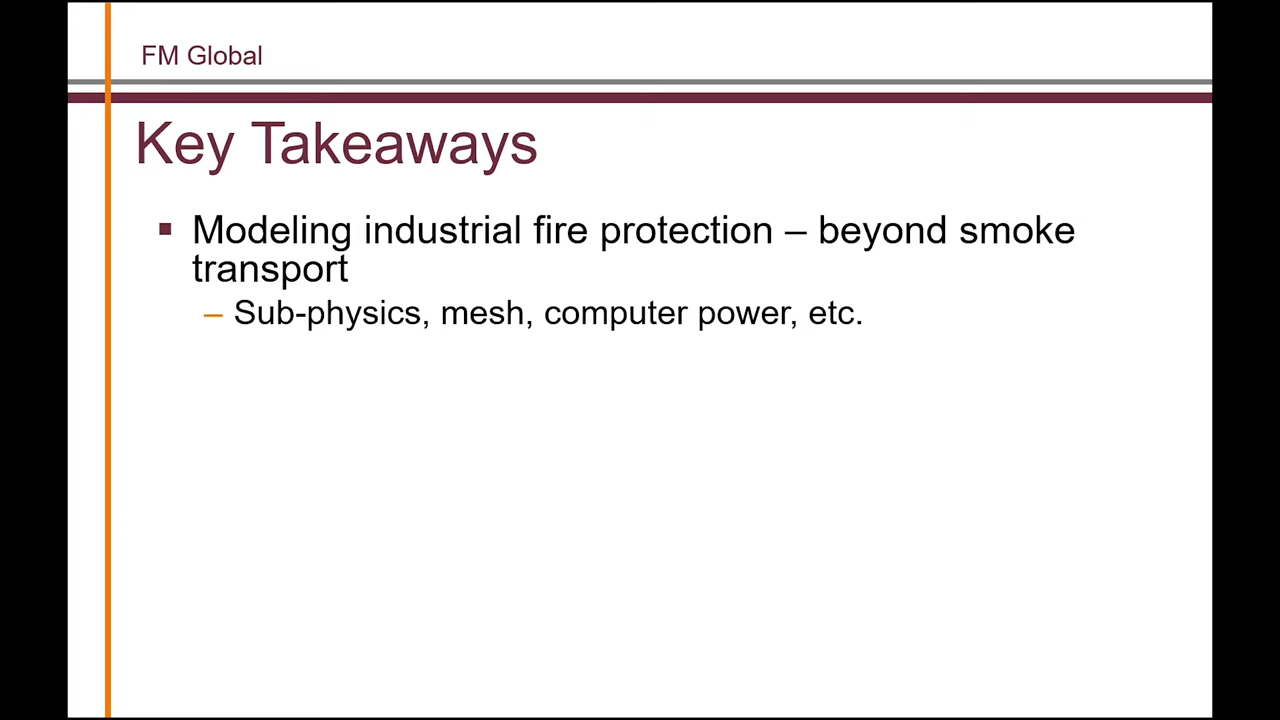 FM Global
Key Takeaways
▪ Modeling industrial fire protection – beyond smoke
transport
– Sub-physics, mesh, computer power, etc.